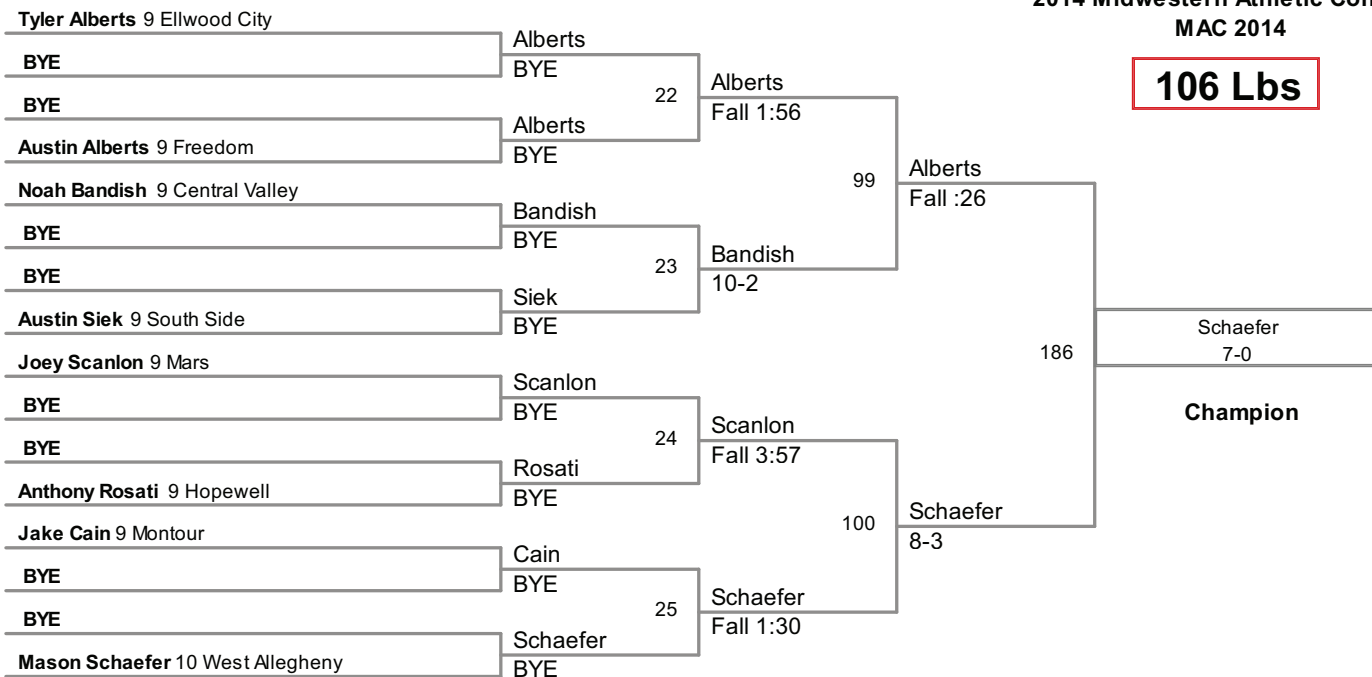 2014 Midwestern Athletic Con
MAC 2014
106 Lbs
Tyler Alberts 9 Ellwood City
BYE
BYE
Austin Alberts 9 Freedom
Noah Bandish 9 Central Valley
BYE
BYE
Austin Siek 9 South Side
Joey Scanlon 9 Mars
BYE
BYE
Anthony Rosati 9 Hopewell
Jake Cain 9 Montour
BYE
BYE
Mason Schaefer 10 West Allegheny
Alberts
BYE
22
Alberts
BYE
Bandish
BYE
23
Siek
BYE
Scanlon
BYE
24
Rosati
BYE
Cain
BYE
25
Schaefer
BYE
Alberts
Fall 1:56
99
Bandish
10-2
Scanlon
Fall 3:57
100
Schaefer
Fall 1:30
Alberts
Fall :26
186
Schaefer
8-3
Schaefer
7-0
Champion